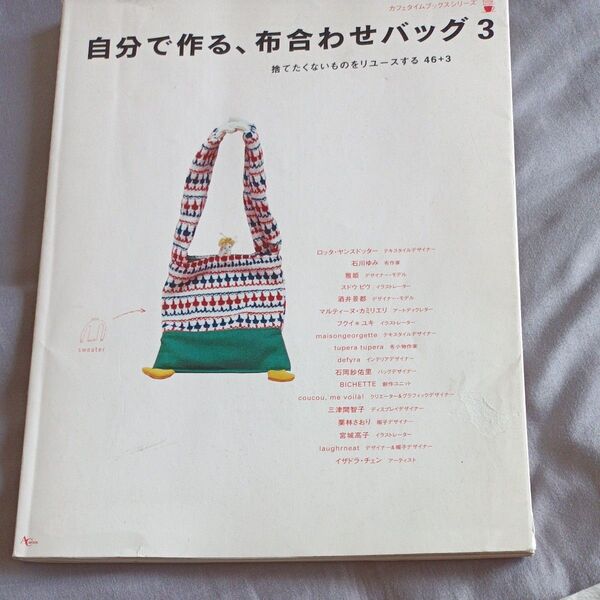 カフェタイムブックスシリーズ
自分で作る、布合わせバッグ 3
捨てたくないものをリユースする 46+3
ロッタ・ヤンスドッター テキスタイルデザイナー
石川ゆみ 布作家
雅姫 デザイナー・モデル
スドウ ピウ イラストレーター
酒井景都 デザイナー・モデル
マルティーヌ・カミリエリ アートディレクター
フウイヌ ユキ イラストレーター
maisongeorgette テキスタイルデザイナー
tupera tupera 布小物作家
defyra インテリアデザイナー
石岡紗佑里 バッグデザイナー
BICHETTE 創作ユニット
coucou, me voilà! クリエーター&グラフィックデザイナー
三津間智子 ディスプレイデザイナー
栗林さおり 帽子デザイナー
宮城高子 イラストレーター
laughrneat デザイナー&帽子デザイナー
イザドラ・チェン アーティスト
sweater